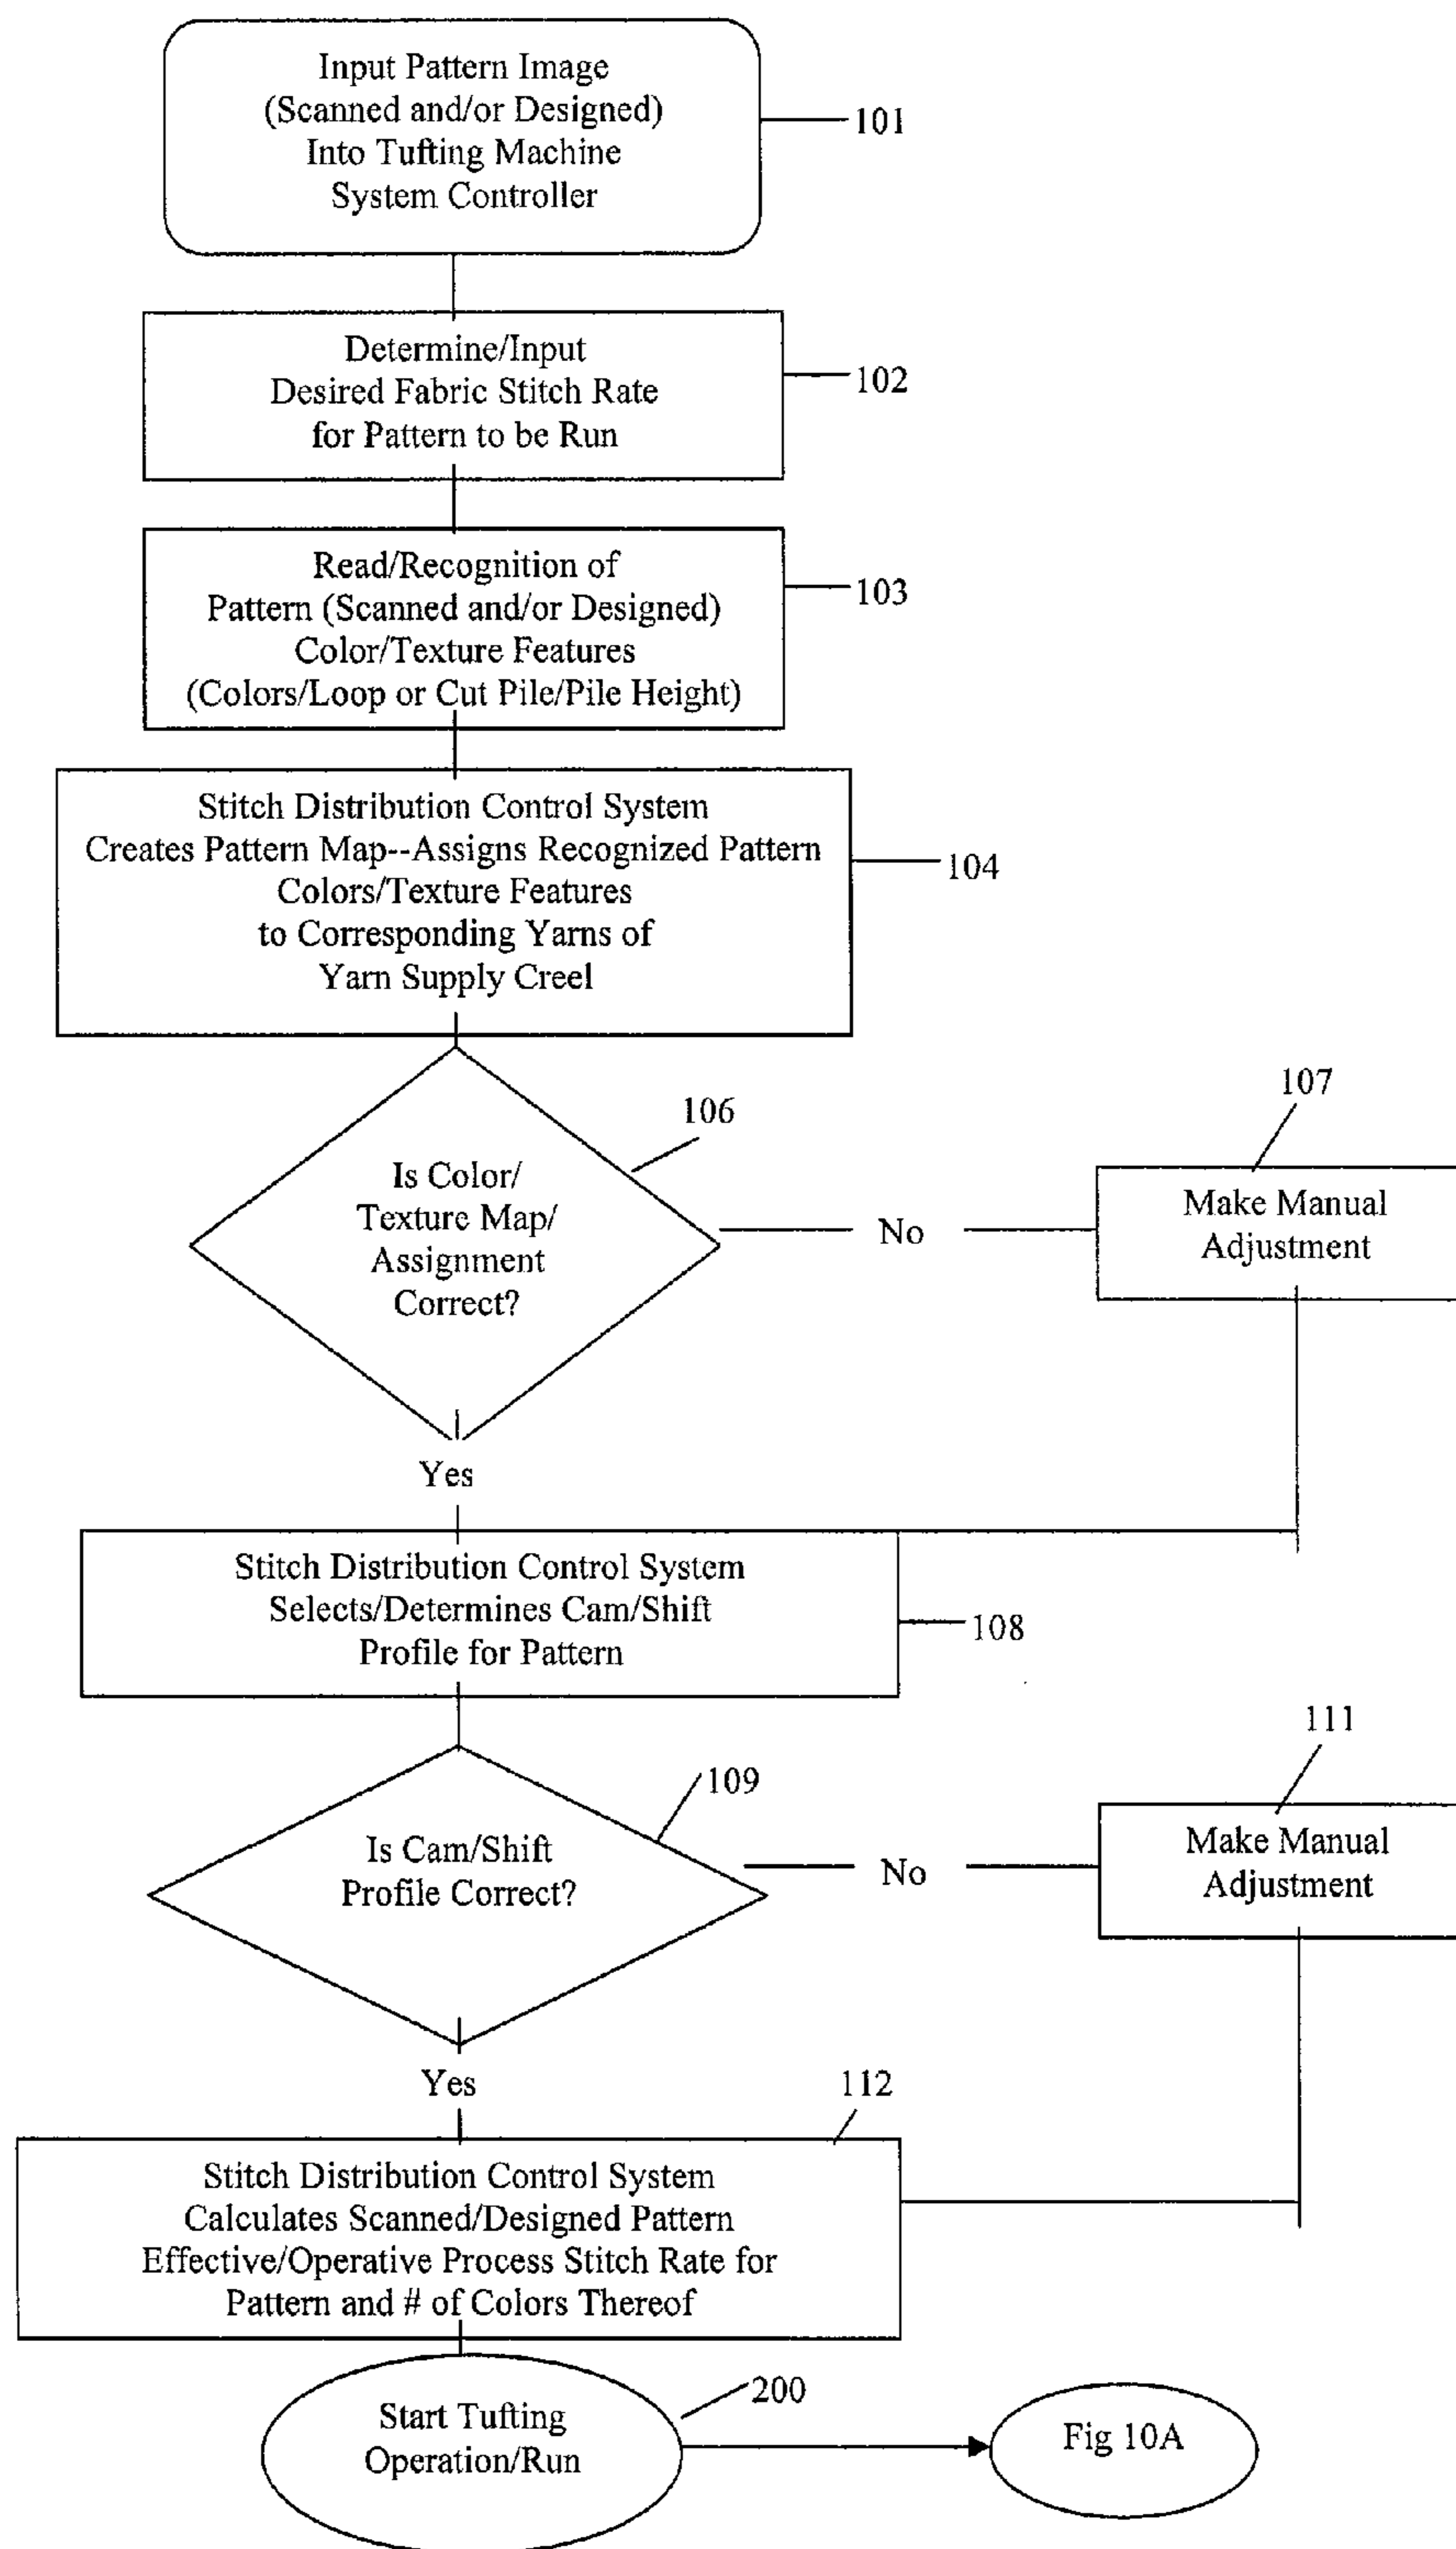 Input Pattern Image
(Scanned and/or Designed)
Into Tufting Machine
System Controller
101
Determine/Input
Desired Fabric Stitch Rate
for Pattern to be Run
102
Read/Recognition of
Pattern (Scanned and/or Designed)
Color/Texture Features
(Colors/Loop or Cut Pile/Pile Height)
103
Stitch Distribution Control System
Creates Pattern Map--Assigns Recognized Pattern
Colors/Texture Features
to Corresponding Yarns of
Yarn Supply Creel
104
106
Is Color/
Texture Map/
Assignment
Correct?
No
107
Make Manual
Adjustment
Yes
Stitch Distribution Control System
Selects/Determines Cam/Shift
Profile for Pattern
108
109
Is Cam/Shift
Profile Correct?
No
111
Make Manual
Adjustment
Yes
112
Stitch Distribution Control System
Calculates Scanned/Designed Pattern
Effective/Operative Process Stitch Rate for
Pattern and # of Colors Thereof
Start Tufting
Operation/Run
200
Fig 10A